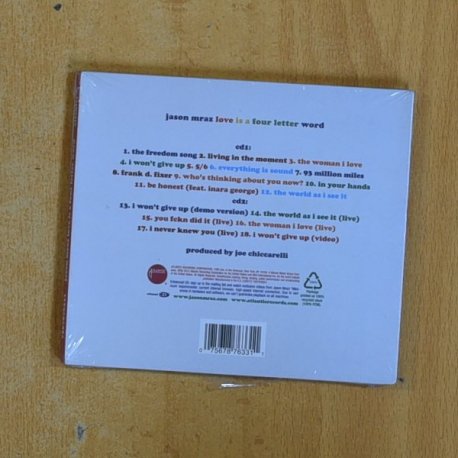 jason mraz love is a four letter word
cd1:
1. the freedom song 2. living in the moment 3. the woman i love
4. i won't give up 5. 5/6 6. everything is sound 7. 93 million miles
8. frank d. fixer 9. who's thinking about you now? 10. in your hands
11. be honest (feat. inara george) 12. the world as i see it
cd2:
13. i won't give up (demo version) 14. the world as i see it (live)
15. you fckn did it (live) 16. the woman i love (live)
17. i never knew you (live) 18. i won't give up (video)
produced by joe chiccarelli
www.jasonmraz.com www.atlanticrecords.com
0 75678 76331 1